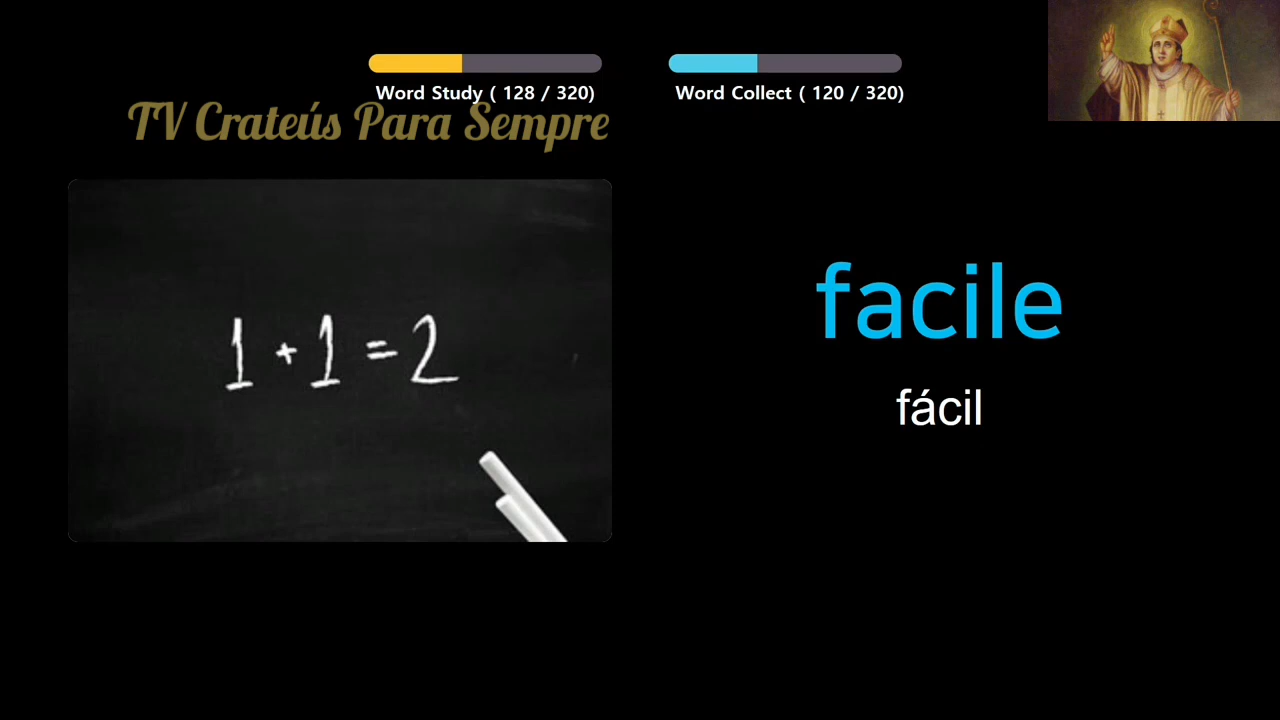 Word Study ( 128 / 320)
Word Collect ( 120 / 320)
TV Crateús Para Sempre
1 + 1 = 2
facile
fácil